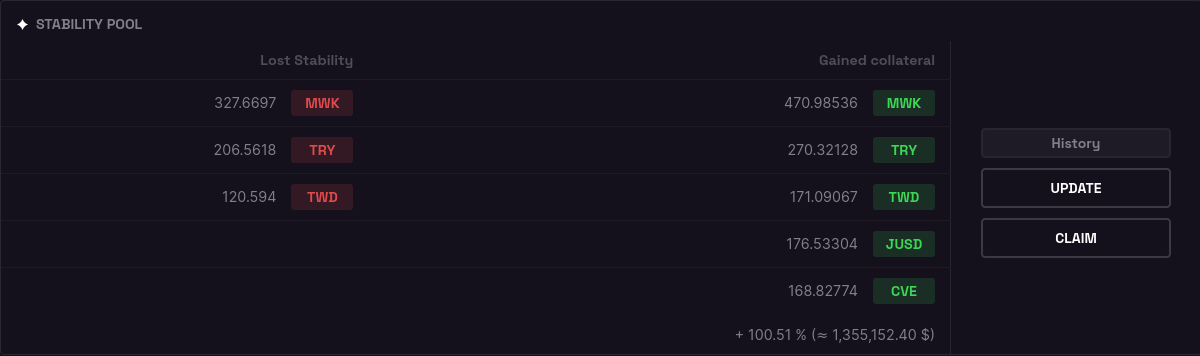 STABILITY POOL
Lost Stability Gained collateral
327.6697 MWK 470.98536 MWK
206.5618 TRY 270.32128 TRY
120.594 TWD 171.09067 TWD
176.53304 JUSD
168.82774 CVE
+ 100.51 % (≈ 1,355,152.40 $)
History
UPDATE
CLAIM